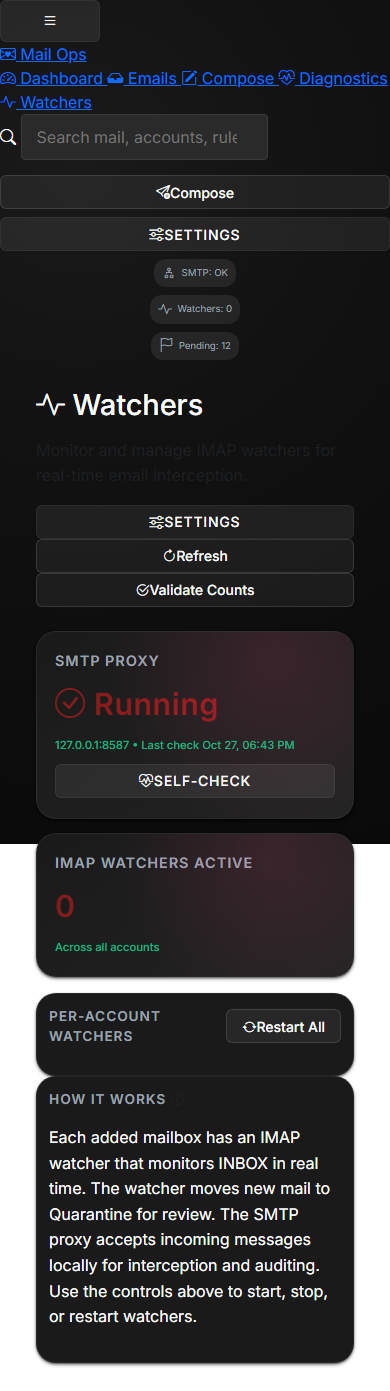 Mail Ops
Dashboard Emails Compose Diagnostics
Watchers
Search mail, accounts, rule
Compose
SETTINGS
SMTP: OK
Watchers: 0
Pending: 12
Watchers
Monitor and manage IMAP watchers for
real-time email interception.
SETTINGS
Refresh
Validate Counts
SMTP PROXY
Running
127.0.0.1:8587 • Last check Oct 27, 06:43 PM
SELF-CHECK
IMAP WATCHERS ACTIVE
0
Across all accounts
PER-ACCOUNT
WATCHERS
Restart All
HOW IT WORKS
Each added mailbox has an IMAP
watcher that monitors INBOX in real
time. The watcher moves new mail to
Quarantine for review. The SMTP
proxy accepts incoming messages
locally for interception and auditing.
Use the controls above to start, stop,
or restart watchers.